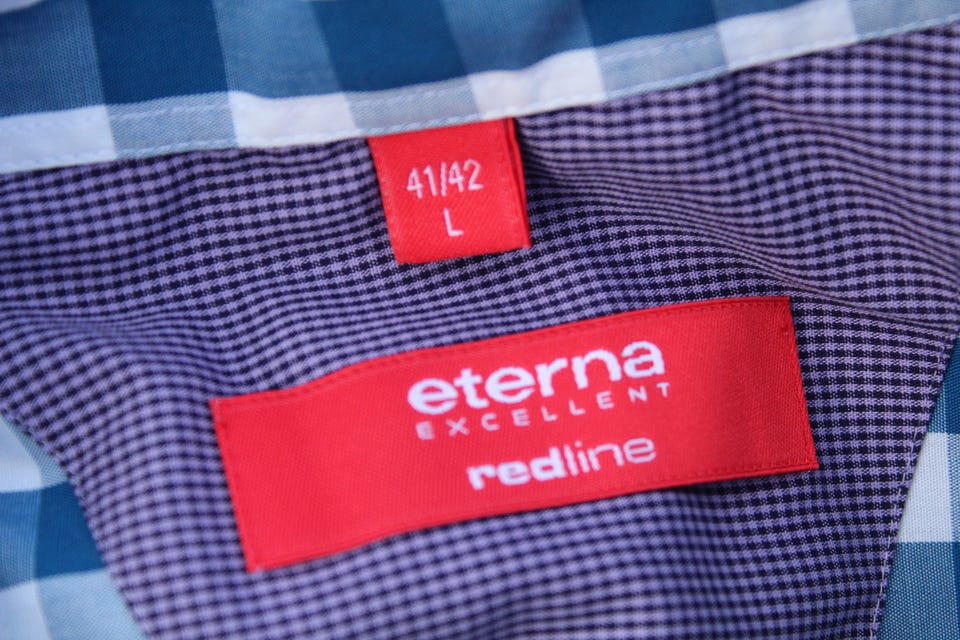 41/42
L
eterna
EXCELLENT
redline